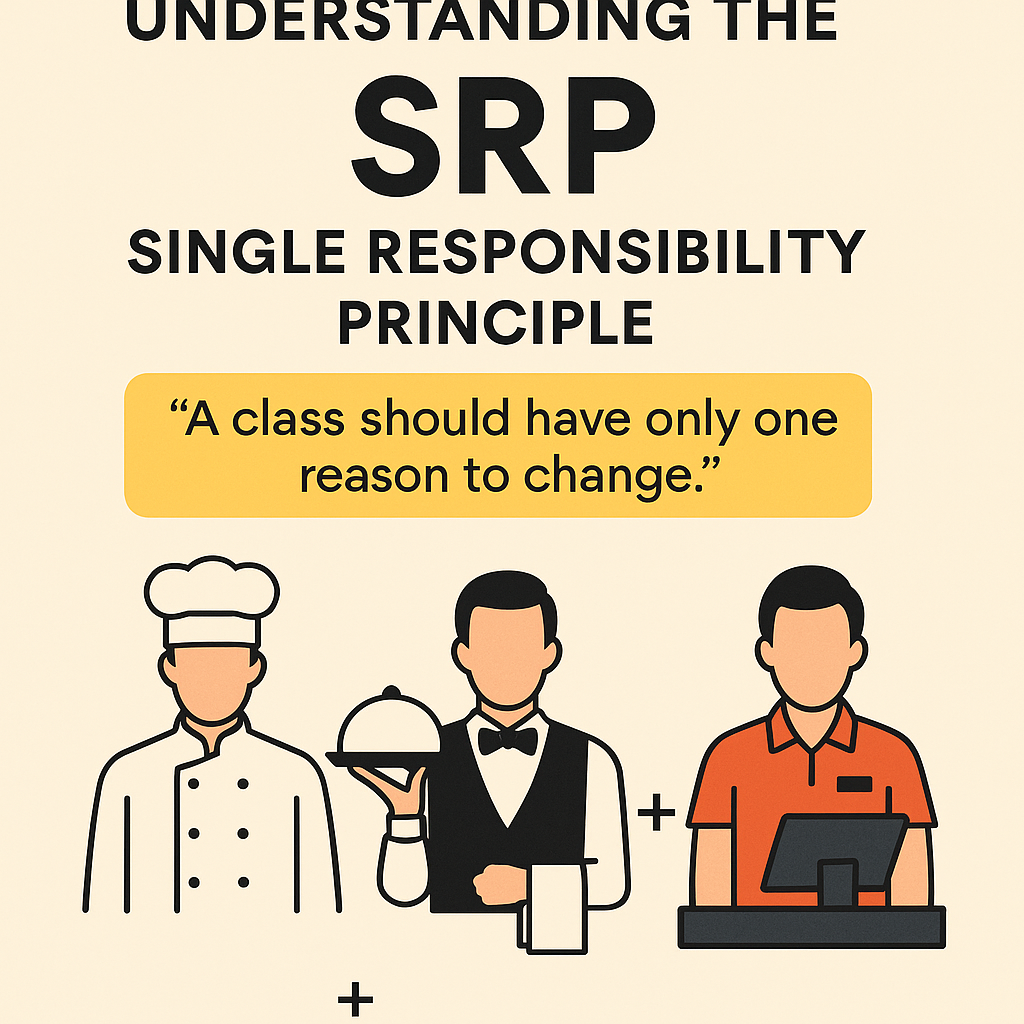 UNDERSTANDING THE
SRP
SINGLE RESPONSIBILITY
PRINCIPLE
“A class should have only one
reason to change.”
+
+